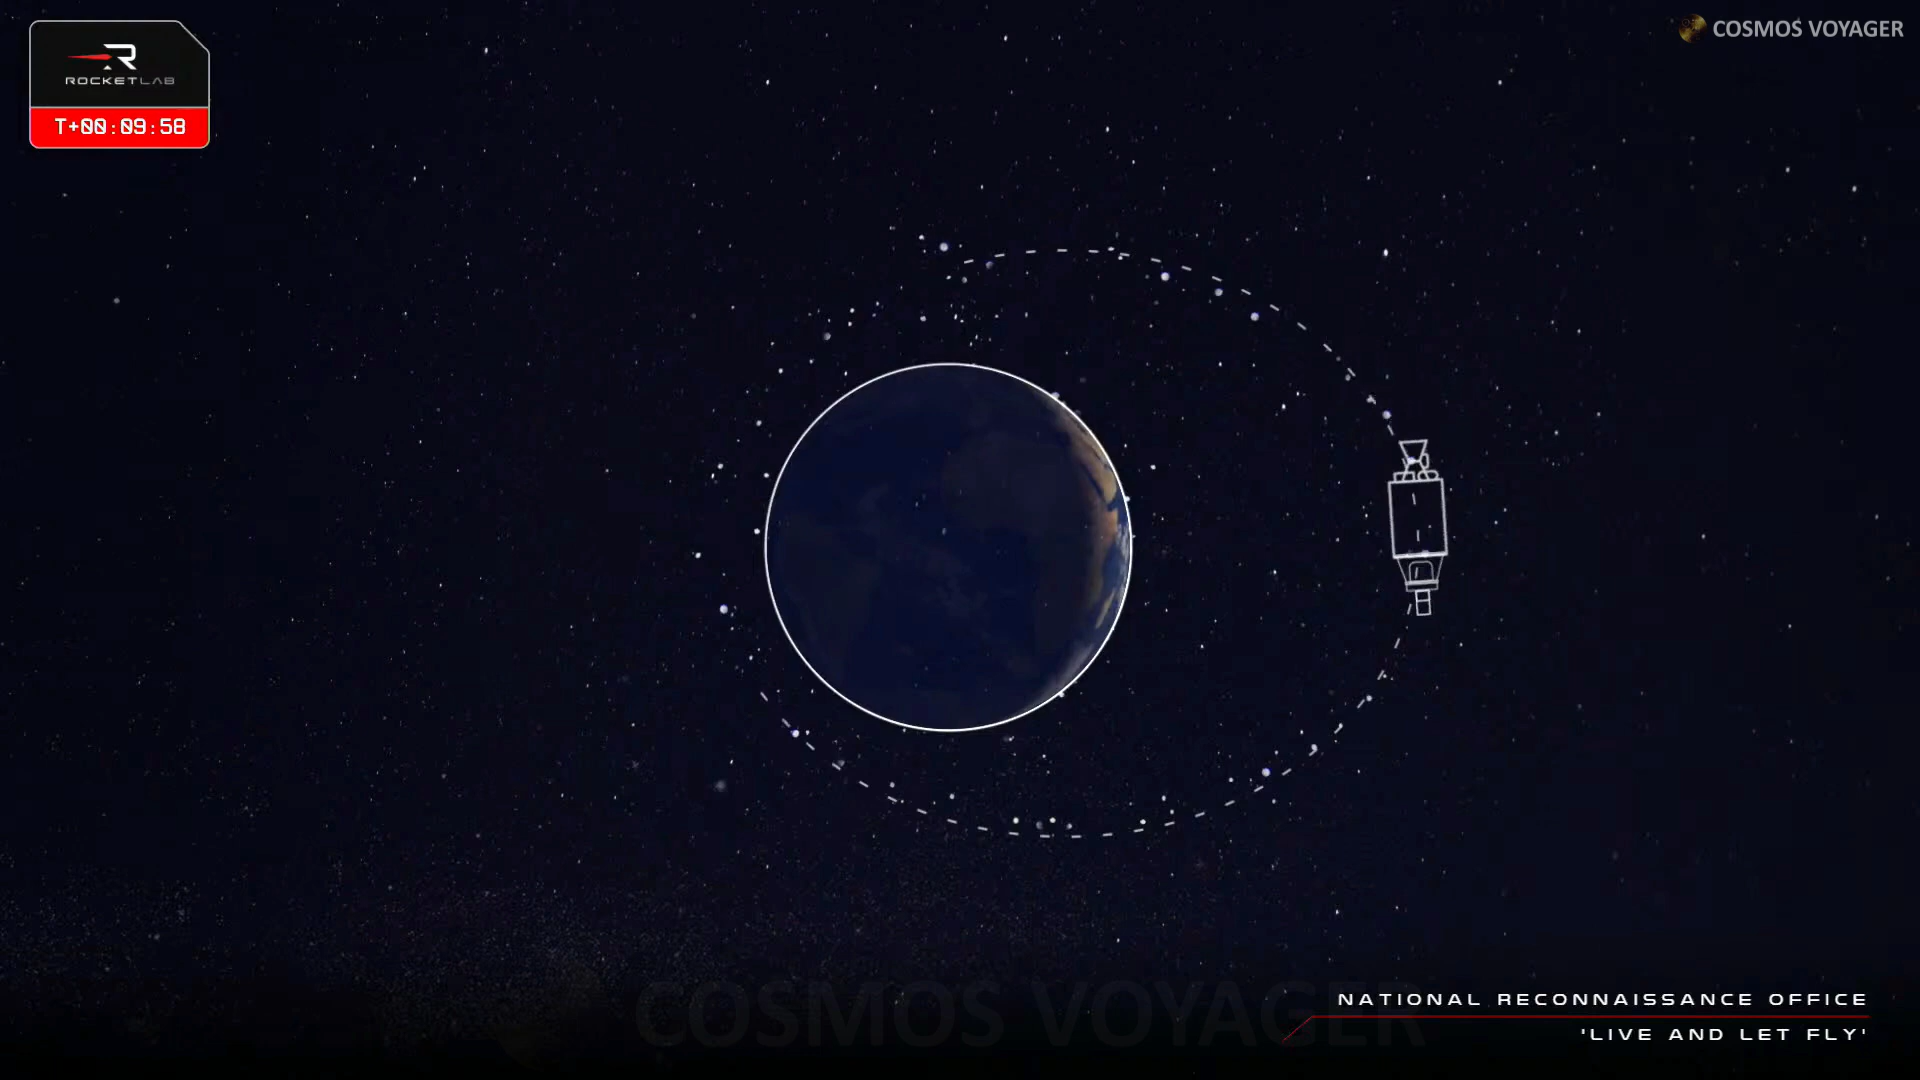 ROCKETLAB
T+00:09:58
COSMOS VOYAGER
COSMOS VOYAGER
NATIONAL RECONNAISSANCE OFFICE
'LIVE AND LET FLY'